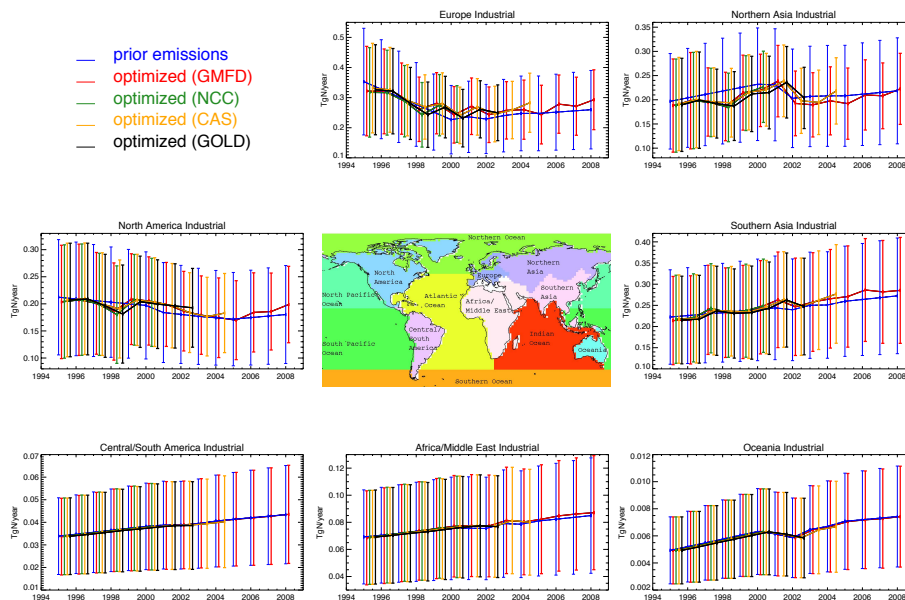 prior emissions
optimized (GMFD)
optimized (NCC)
optimized (CAS)
optimized (GOLD)
Europe Industrial
TgN/year
0.5
0.4
0.3
0.2
0.1
1994 1996 1998 2000 2002 2004 2006 2008
Northern Asia Industrial
TgN/year
0.35
0.30
0.25
0.20
0.15
0.10
1994 1996 1998 2000 2002 2004 2006 2008
North America Industrial
TgN/year
0.30
0.25
0.20
0.15
0.10
1994 1996 1998 2000 2002 2004 2006 2008
Northern Ocean
North
America
Europe
Northern
Asia
Southern
Asia
North Pacific
Ocean
Atlantic
Ocean
Africa/
Middle East
Central/
South
America
South Pacific
Ocean
Indian
Ocean
Oceania
Southern Ocean
Southern Asia Industrial
TgN/year
0.40
0.35
0.30
0.25
0.20
0.15
0.10
1994 1996 1998 2000 2002 2004 2006 2008
Central/South America Industrial
TgN/year
0.07
0.06
0.05
0.04
0.03
0.02
0.01
1994 1996 1998 2000 2002 2004 2006 2008
Africa/Middle East Industrial
TgN/year
0.12
0.10
0.08
0.06
0.04
1994 1996 1998 2000 2002 2004 2006 2008
Oceania Industrial
TgN/year
0.012
0.010
0.008
0.006
0.004
0.002
1994 1996 1998 2000 2002 2004 2006 2008